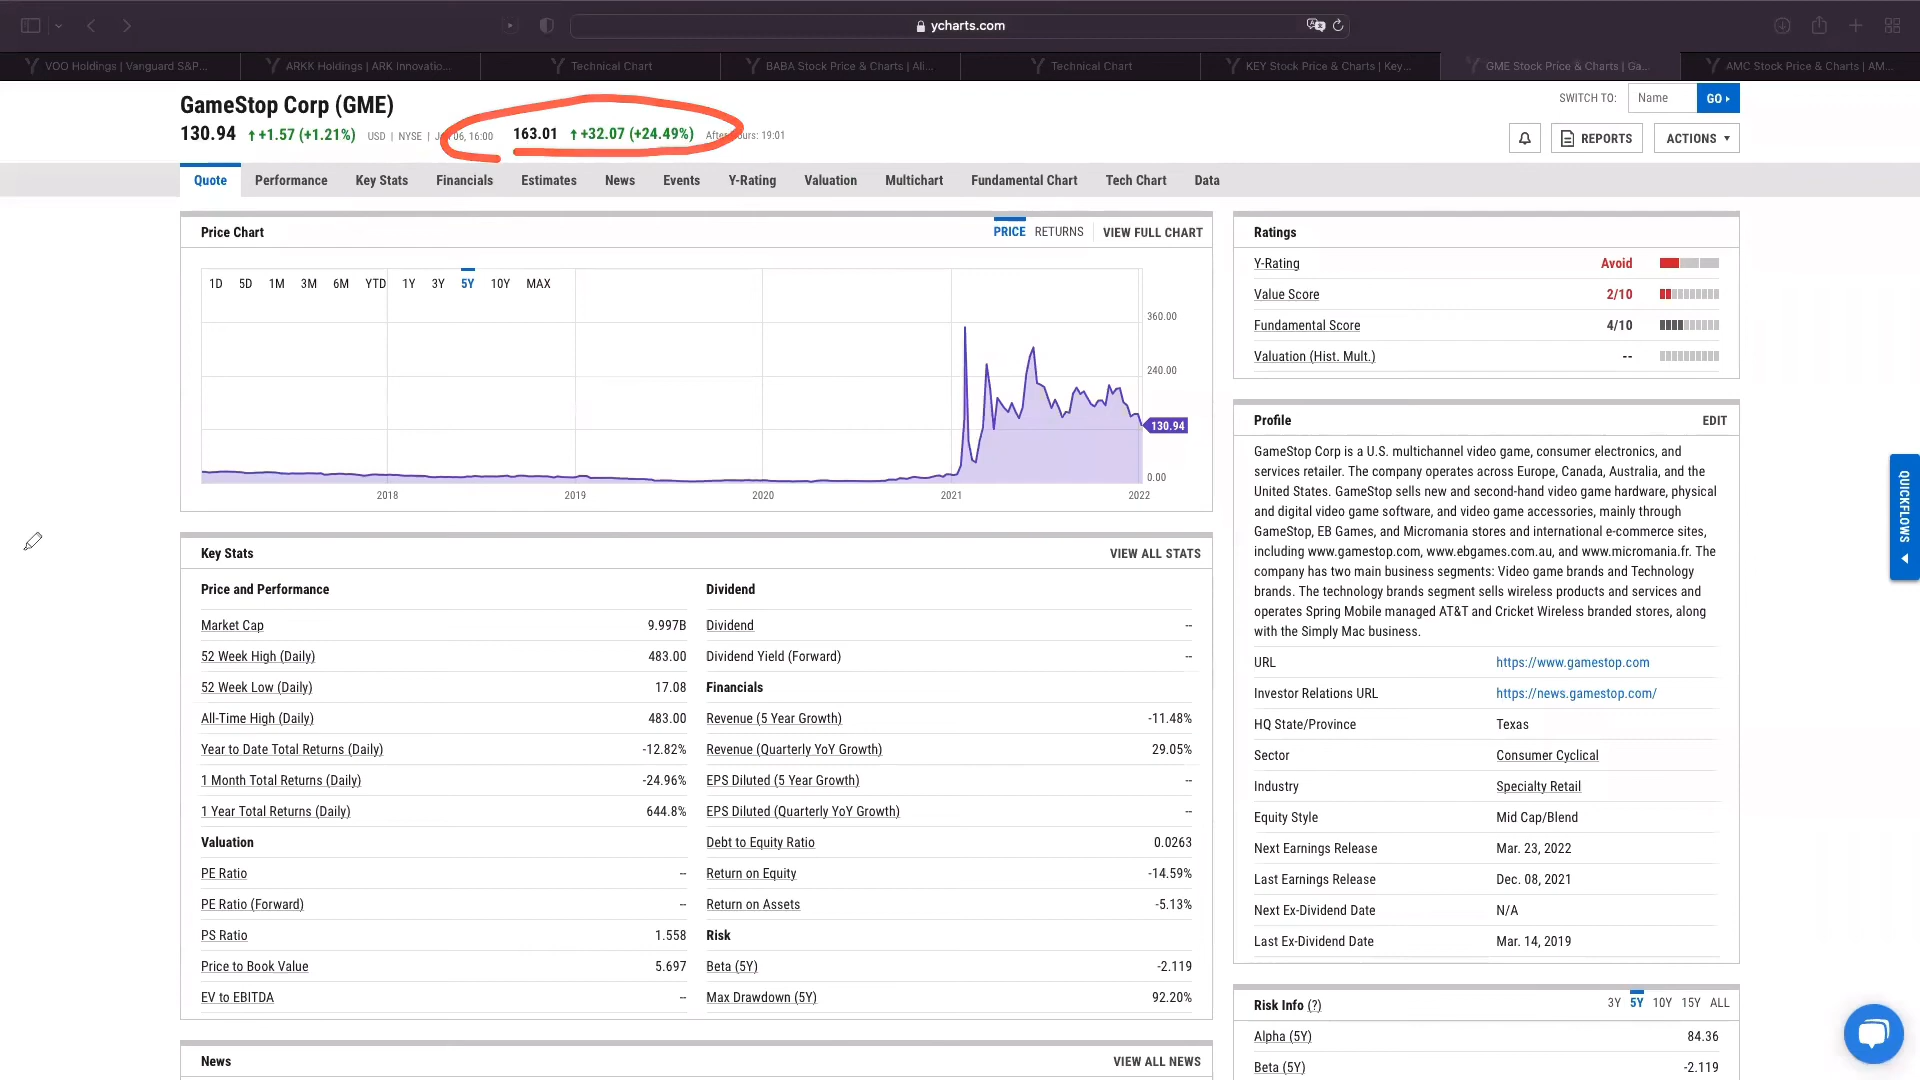 ycharts.com
VOO Holdings | Vanguard S&P...
ARKK Holdings | ARK Innovatio...
Technical Chart
BABA Stock Price & Charts | Ali...
Technical Chart
KEY Stock Price & Charts | Key...
GME Stock Price & Charts | Ga...
AMC Stock Price & Charts | AM...
GameStop Corp (GME)
SWITCH TO: Name GO
130.94 +1.57 (+1.21%) USD | NYSE | 06, 16:00 163.01 +32.07 (+24.49%) 19:01
REPORTS ACTIONS
Quote Performance Key Stats Financials Estimates News Events Y-Rating Valuation Multichart Fundamental Chart Tech Chart Data
Price Chart PRICE RETURNS VIEW FULL CHART
1D 5D 1M 3M 6M YTD 1Y 3Y 5Y 10Y MAX
360.00
240.00
130.94
0.00
2018 2019 2020 2021 2022
Key Stats VIEW ALL STATS
Price and Performance
Market Cap 9.997B
52 Week High (Daily) 483.00
52 Week Low (Daily) 17.08
All-Time High (Daily) 483.00
Year to Date Total Returns (Daily) -12.82%
1 Month Total Returns (Daily) -24.96%
1 Year Total Returns (Daily) 644.8%
Valuation
PE Ratio --
PE Ratio (Forward) --
PS Ratio 1.558
Price to Book Value 5.697
EV to EBITDA --
Dividend
Dividend --
Dividend Yield (Forward) --
Financials
Revenue (5 Year Growth) -11.48%
Revenue (Quarterly YoY Growth) 29.05%
EPS Diluted (5 Year Growth) --
EPS Diluted (Quarterly YoY Growth) --
Debt to Equity Ratio 0.0263
Return on Equity -14.59%
Return on Assets -5.13%
Risk
Beta (5Y) -2.119
Max Drawdown (5Y) 92.20%
News VIEW ALL NEWS
Ratings
Y-Rating Avoid
Value Score 2/10
Fundamental Score 4/10
Valuation (Hist. Mult.) --
Profile EDIT
GameStop Corp is a U.S. multichannel video game, consumer electronics, and
services retailer. The company operates across Europe, Canada, Australia, and the
United States. GameStop sells new and second-hand video game hardware, physical
and digital video game software, and video game accessories, mainly through
GameStop, EB Games, and Micromania stores and international e-commerce sites,
including www.gamestop.com, www.ebgames.com.au, and www.micromania.fr. The
company has two main business segments: Video game brands and Technology
brands. The technology brands segment sells wireless products and services and
operates Spring Mobile managed AT&T and Cricket Wireless branded stores, along
with the Simply Mac business.
URL https://www.gamestop.com
Investor Relations URL https://news.gamestop.com/
HQ State/Province Texas
Sector Consumer Cyclical
Industry Specialty Retail
Equity Style Mid Cap/Blend
Next Earnings Release Mar. 23, 2022
Last Earnings Release Dec. 08, 2021
Next Ex-Dividend Date N/A
Last Ex-Dividend Date Mar. 14, 2019
Risk Info (?) 3Y 5Y 10Y 15Y ALL
Alpha (5Y) 84.36
Beta (5Y) -2.119
QUICKFLOWS